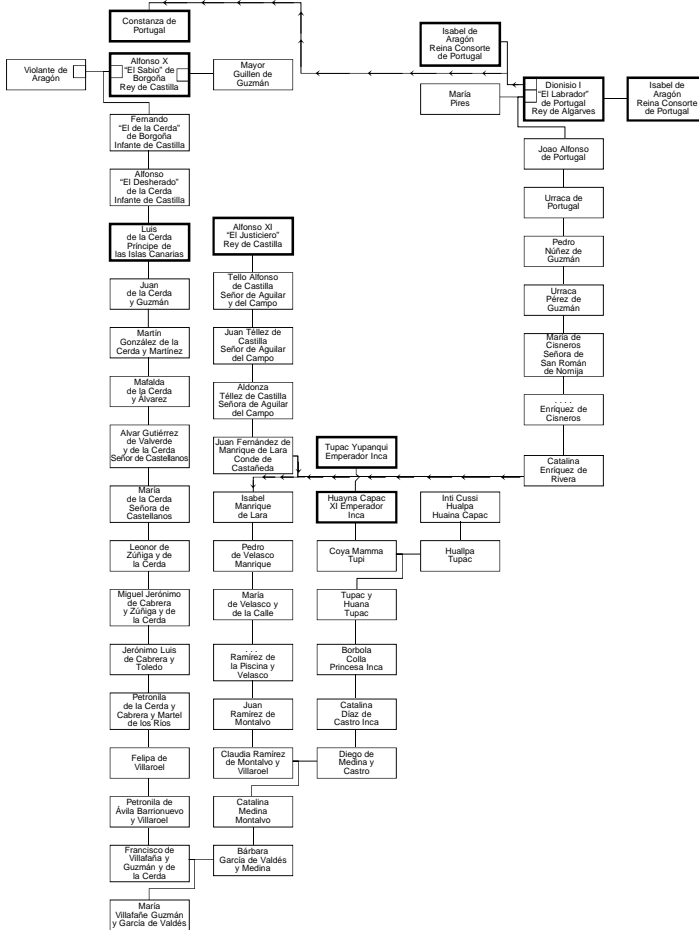 Constanza de
Portugal
Isabel de
Aragón
Reina Consorte
de Portugal
Violante de
Aragón
Alfonso X
"El Sabio" de
Borgoña
Rey de Castilla
Mayor
Guillen de
Guzmán
María
Pires
Dionisio I
"El Labrador"
de Portugal
Rey de Algarves
Isabel de
Aragón
Reina Consorte
de Portugal
Fernando
"El de la Cerda"
de Borgoña
Infante de Castilla
Joao Alfonso
de Portugal
Alfonso
"El Desherado"
de la Cerda
Infante de Castilla
Urraca de
Portugal
Luis
de la Cerda
Príncipe de
las Islas Canarias
Alfonso XI
"El Justiciero"
Rey de Castilla
Pedro
Núñez de
Guzmán
Juan
de la Cerda
y Guzmán
Tello Alfonso
de Castilla
Señor de Aguilar
y del Campo
Urraca
Pérez de
Guzmán
Martín
González de la
Cerda y Martínez
Juan Téllez de
Castilla
Señor de Aguilar
del Campo
María de
Cisneros
Señora de
San Román
de Nomija
Mafalda
de la Cerda
y Álvarez
Aldonza
Téllez de Castilla
Señora de Aguilar
del Campo
. . . .
Enríquez de
Cisneros
Alvar Gutiérrez
de Valverde
y de la Cerda
Señor de Castellanos
Juan Fernández de
Manrique de Lara
Conde de
Castañeda
Tupac Yupanqui
Emperador Inca
Catalina
Enríquez de
Rivera
María
de la Cerda
Señora de
Castellanos
Isabel
Manrique
de Lara
Huayna Capac
XI Emperador
Inca
Inti Cussi
Hualpa
Huaina Capac
Leonor de
Zúñiga y de
la Cerda
Pedro
de Velasco
Manrique
Coya Mamma
Tupi
Huallpa
Tupac
Miguel Jerónimo
de Cabrera
y Zúñiga y de
la Cerda
María
de Velasco y
de la Calle
Tupac y
Huana
Tupac
Jerónimo Luis
de Cabrera y
Toledo
. . .
Ramírez de
la Piscina y
Velasco
Borbola
Colla
Princesa Inca
Petronila
de la Cerda y
Cabrera y Martel
de los Ríos
Juan
Ramírez de
Montalvo
Catalina
Díaz de
Castro Inca
Felipa de
Villaroel
Claudia Ramírez
de Montalvo y
Villaroel
Diego de
Medina y
Castro
Petronila de
Ávila Barrionuevo
y Villaroel
Catalina
Medina
Montalvo
Francisco de
Villafaña y
Guzmán y de
la Cerda
Bárbara
García de Valdés
y Medina
María
Villafañe Guzmán
y García de Valdés